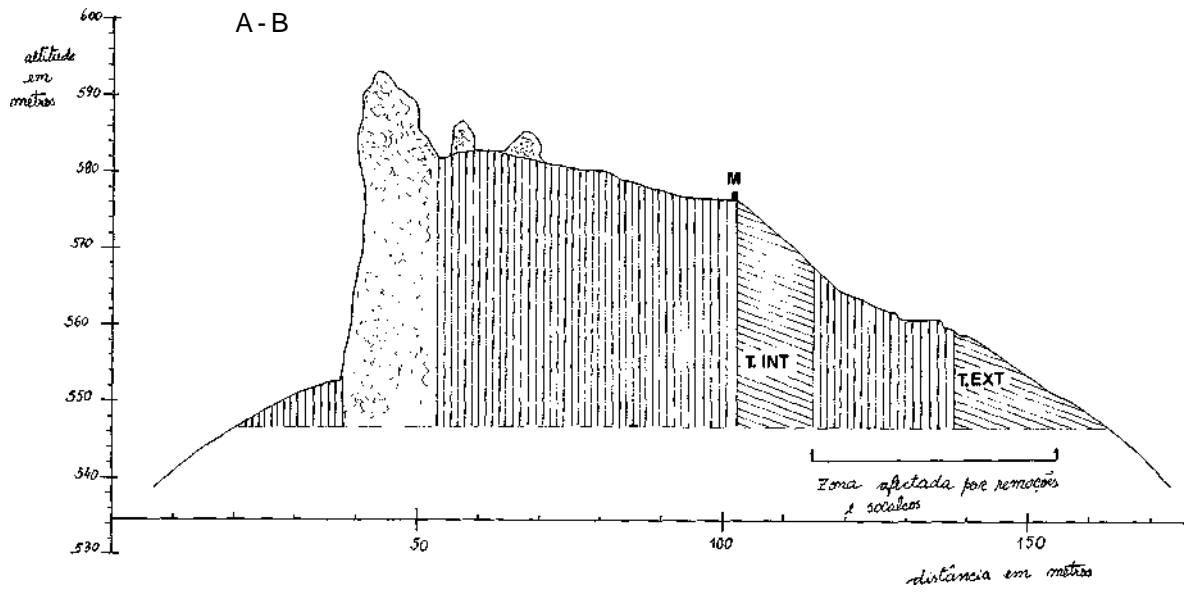 A - B
600
altitude
em
metros
590
580
M
570
560
T. INT
T.EXT
550
540
Zona afectada por remoções
e socalcos
530
50
100
150
distância em metros